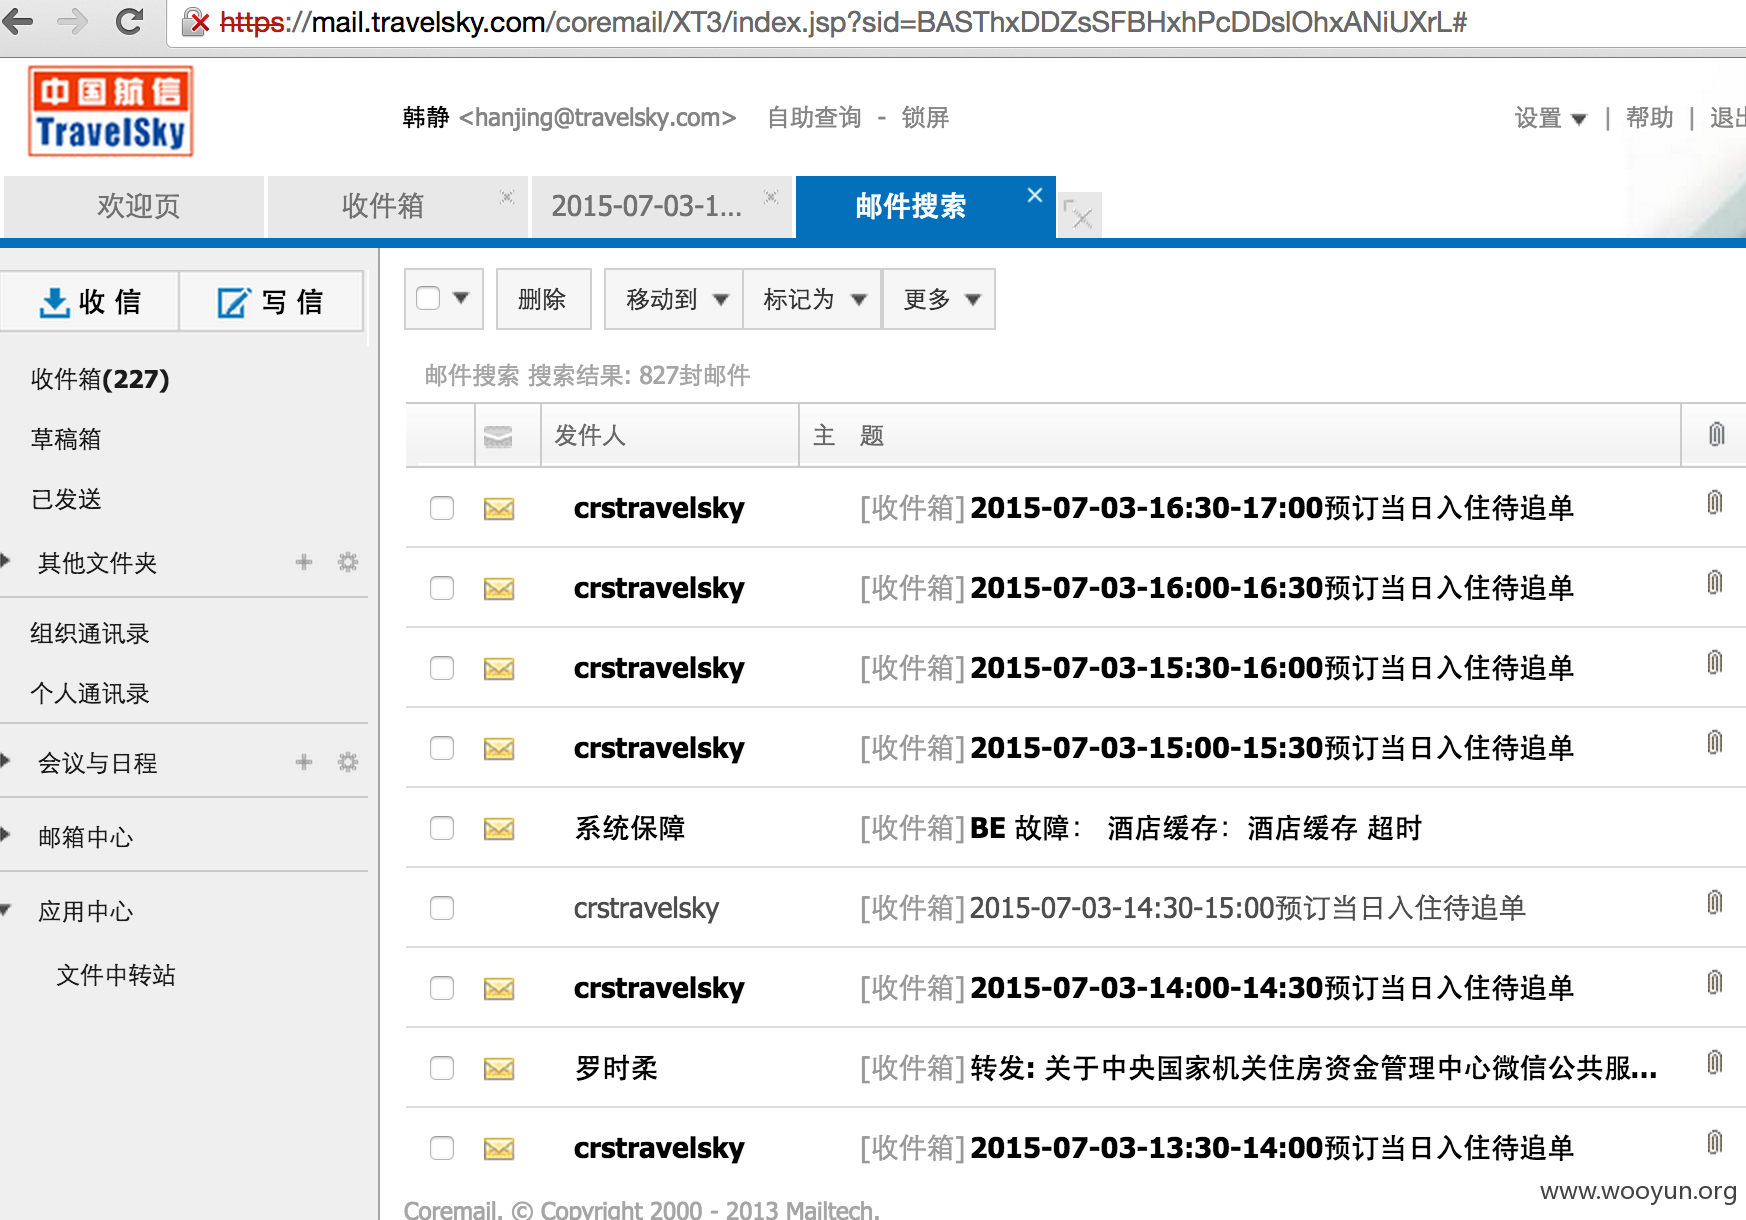 https://mail.travelsky.com/coremail/XT3/index.jsp?sid=BASThxDDZsSFBHxhPcDDslOhxANiUXrL#
中国航信
TravelSky
韩静 <hanjing@travelsky.com> 自助查询 - 锁屏
设置 | 帮助 | 退出
欢迎页 收件箱 2015-07-03-1... 邮件搜索
收信 写信
删除 移动到 标记为 更多
收件箱(227)
草稿箱
已发送
其他文件夹
组织通讯录
个人通讯录
会议与日程
邮箱中心
应用中心
文件中转站
邮件搜索 搜索结果: 827封邮件
发件人 主 题
crstravelsky [收件箱] 2015-07-03-16:30-17:00预订当日入住待追单
crstravelsky [收件箱] 2015-07-03-16:00-16:30预订当日入住待追单
crstravelsky [收件箱] 2015-07-03-15:30-16:00预订当日入住待追单
crstravelsky [收件箱] 2015-07-03-15:00-15:30预订当日入住待追单
系统保障 [收件箱] BE 故障: 酒店缓存: 酒店缓存 超时
crstravelsky [收件箱] 2015-07-03-14:30-15:00预订当日入住待追单
crstravelsky [收件箱] 2015-07-03-14:00-14:30预订当日入住待追单
罗时柔 [收件箱] 转发: 关于中央国家机关住房资金管理中心微信公共服...
crstravelsky [收件箱] 2015-07-03-13:30-14:00预订当日入住待追单
Coremail. © Copyright 2000 - 2013 Mailtech.
www.wooyun.org